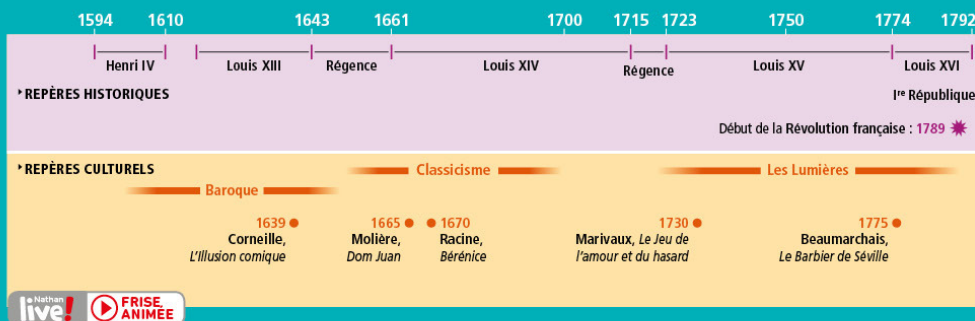 1594 1610 1643 1661 1700 1715 1723 1750 1774 1792
Henri IV Louis XIII Régence Louis XIV Régence Louis XV Louis XVI
REPÈRES HISTORIQUES
Iʳᵉ République
Début de la Révolution française : 1789
REPÈRES CULTURELS
Classicisme Les Lumières
Baroque
1639 1665 1670 1730 1775
Corneille, Molière, Racine, Marivaux, Le Jeu de Beaumarchais,
L'Illusion comique Dom Juan Bérénice l'amour et du hasard Le Barbier de Séville
Nathan
live! FRISE
ANIMÉE